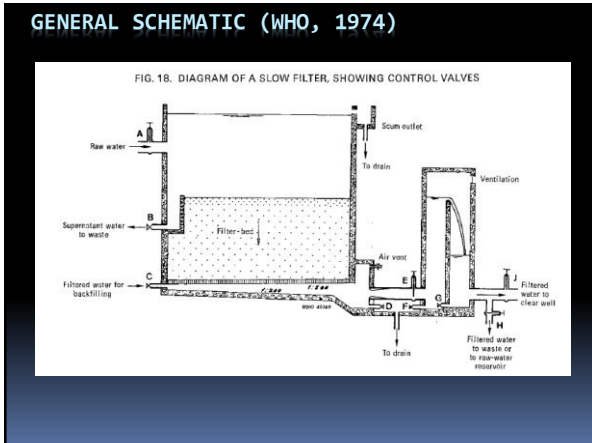 GENERAL SCHEMATIC (WHO, 1974)
FIG. 18. DIAGRAM OF A SLOW FILTER, SHOWING CONTROL VALVES
A
Raw water
Scum outlet
To drain
Ventilation
B
Supernatant water
to waste
Filter-bed
Air vent
C
Filtered water for
backfilling
E
D
F
G
J
Filtered
water to
clear well
H
To drain
Filtered water
to waste or
to raw-water
reservoir